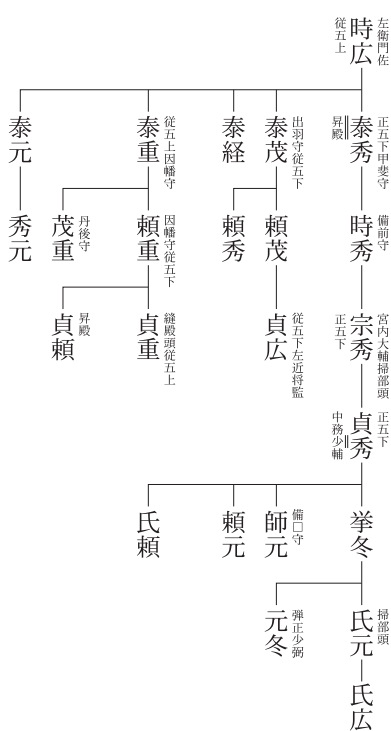 左衛門佐
時広
従五上
正五下甲斐守
泰秀
昇殿
出羽守従五下
泰茂
泰経
従五上因幡守
泰重
泰元
備前守
時秀
頼茂
頼秀
因幡守従五下
頼重
丹後守
茂重
秀元
宮内大輔掃部頭
宗秀
正五下
従五下左近将監
貞広
縫殿頭従五上
貞重
昇殿
貞頼
正五下
貞秀
中務少輔
挙冬
備□守
師元
頼元
氏頼
掃部頭
氏元
弾正少弼
元冬
氏広